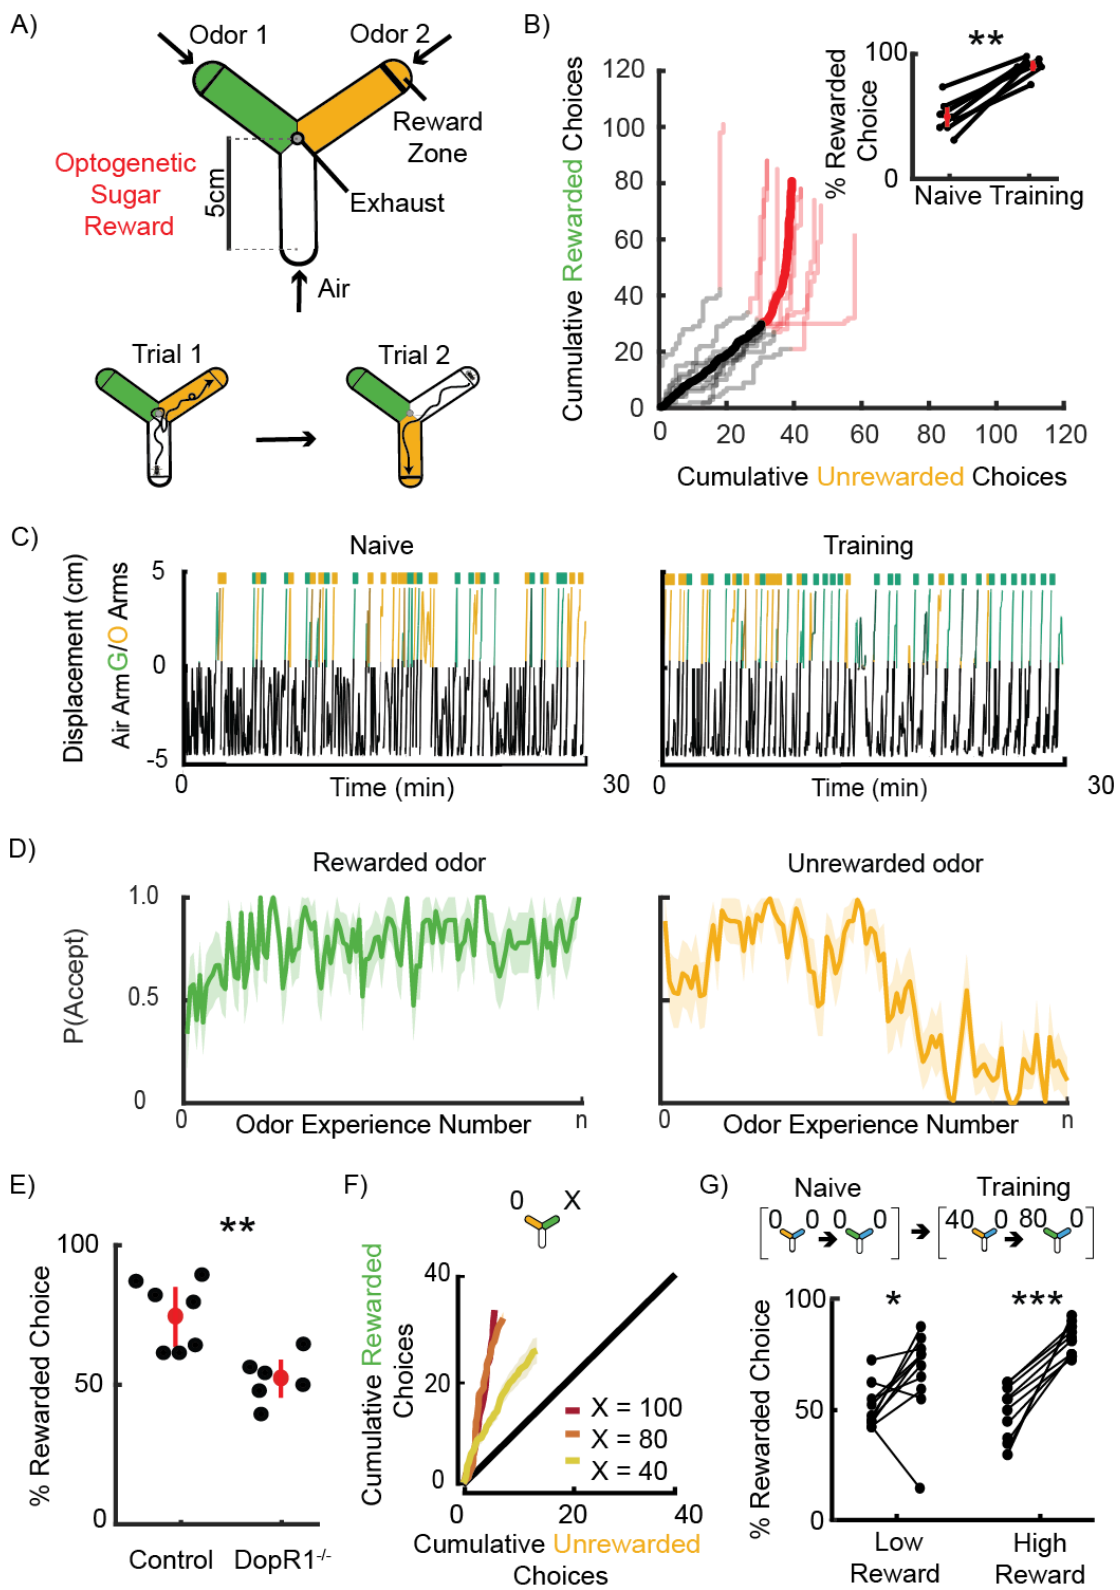 A)
Odor 1
Odor 2
Reward
Zone
Optogenetic
Sugar
Reward
5cm
Exhaust
Air
Trial 1
Trial 2
B)
120
100
80
60
40
20
0
Cumulative Rewarded Choices
0 20 40 60 80 100 120
Cumulative Unrewarded Choices
**
100
0
% Rewarded
Choice
Naive Training
C)
Naive
Training
Displacement (cm)
Air Arm G/O Arms
5
0
-5
0 Time (min) 30
0 Time (min) 30
D)
Rewarded odor
Unrewarded odor
P(Accept)
1.0
0.5
0
0 Odor Experience Number n
0 Odor Experience Number n
E)
**
% Rewarded Choice
100
50
0
Control DopR1-/-
F)
0 X
Cumulative Rewarded
Choices
40
20
0
X = 100
X = 80
X = 40
0 20 40
Cumulative Unrewarded
Choices
G)
Naive
Training
0 0 0 0
40 0 80 0
* ***
% Rewarded Choice
100
50
0
Low
Reward
High
Reward